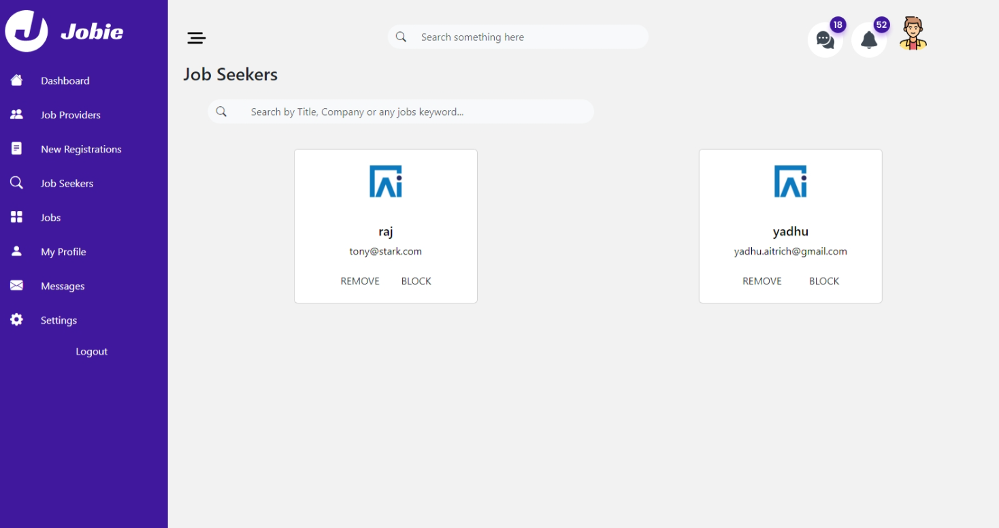 Jobie
Dashboard
Job Providers
New Registrations
Job Seekers
Jobs
My Profile
Messages
Settings
Logout
Search something here
18
52
Job Seekers
Search by Title, Company or any jobs keyword...
Ai
raj
tony@stark.com
REMOVE BLOCK
Ai
yadhu
yadhu.aitrich@gmail.com
REMOVE BLOCK